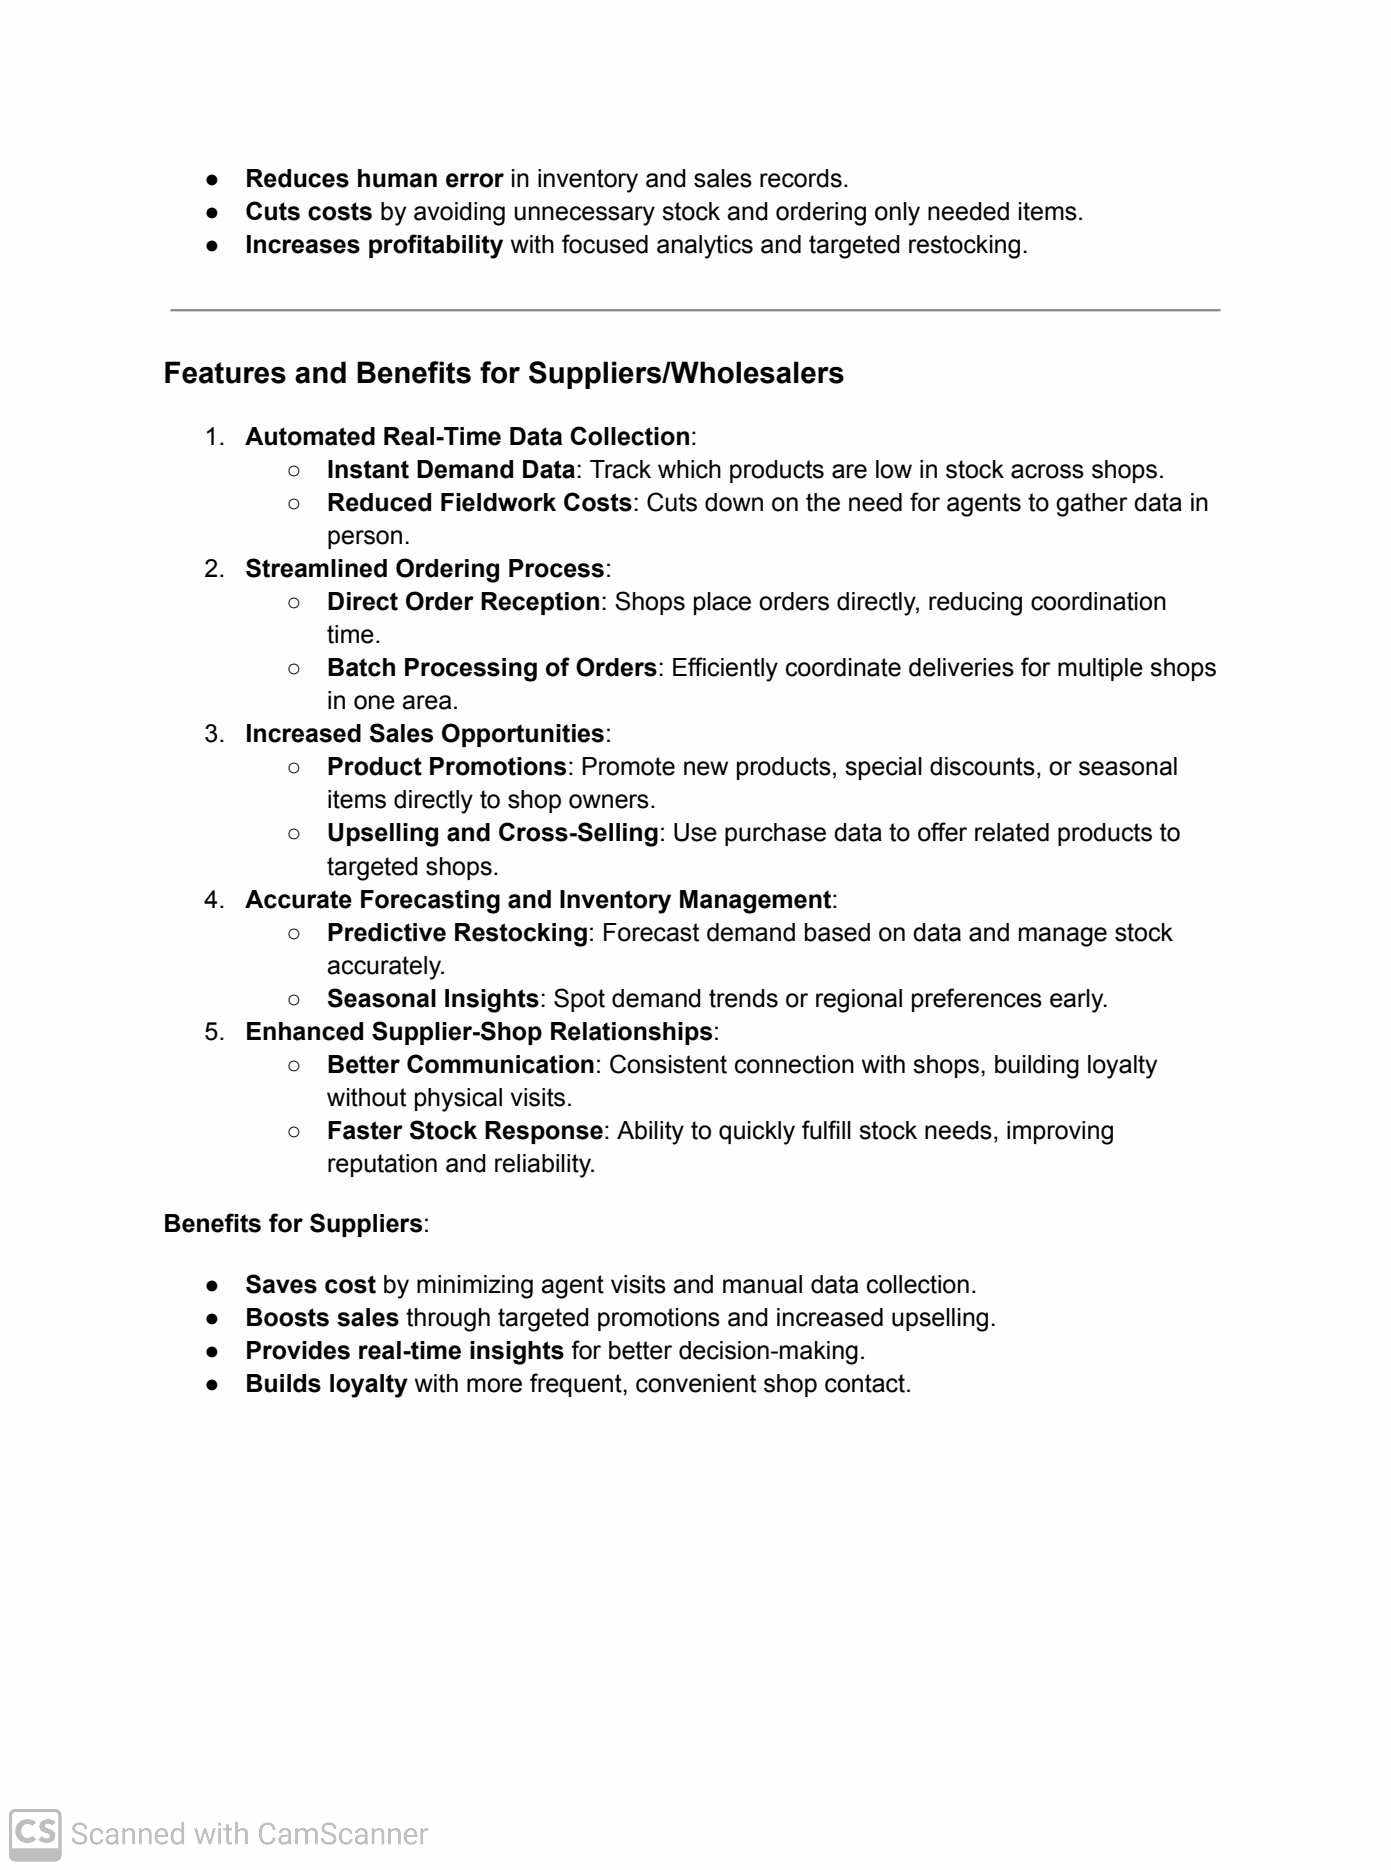 ● Reduces human error in inventory and sales records.
● Cuts costs by avoiding unnecessary stock and ordering only needed items.
● Increases profitability with focused analytics and targeted restocking.
Features and Benefits for Suppliers/Wholesalers
1. Automated Real-Time Data Collection:
○ Instant Demand Data: Track which products are low in stock across shops.
○ Reduced Fieldwork Costs: Cuts down on the need for agents to gather data in
person.
2. Streamlined Ordering Process:
○ Direct Order Reception: Shops place orders directly, reducing coordination
time.
○ Batch Processing of Orders: Efficiently coordinate deliveries for multiple shops
in one area.
3. Increased Sales Opportunities:
○ Product Promotions: Promote new products, special discounts, or seasonal
items directly to shop owners.
○ Upselling and Cross-Selling: Use purchase data to offer related products to
targeted shops.
4. Accurate Forecasting and Inventory Management:
○ Predictive Restocking: Forecast demand based on data and manage stock
accurately.
○ Seasonal Insights: Spot demand trends or regional preferences early.
5. Enhanced Supplier-Shop Relationships:
○ Better Communication: Consistent connection with shops, building loyalty
without physical visits.
○ Faster Stock Response: Ability to quickly fulfill stock needs, improving
reputation and reliability.
Benefits for Suppliers:
● Saves cost by minimizing agent visits and manual data collection.
● Boosts sales through targeted promotions and increased upselling.
● Provides real-time insights for better decision-making.
● Builds loyalty with more frequent, convenient shop contact.
CS Scanned with CamScanner